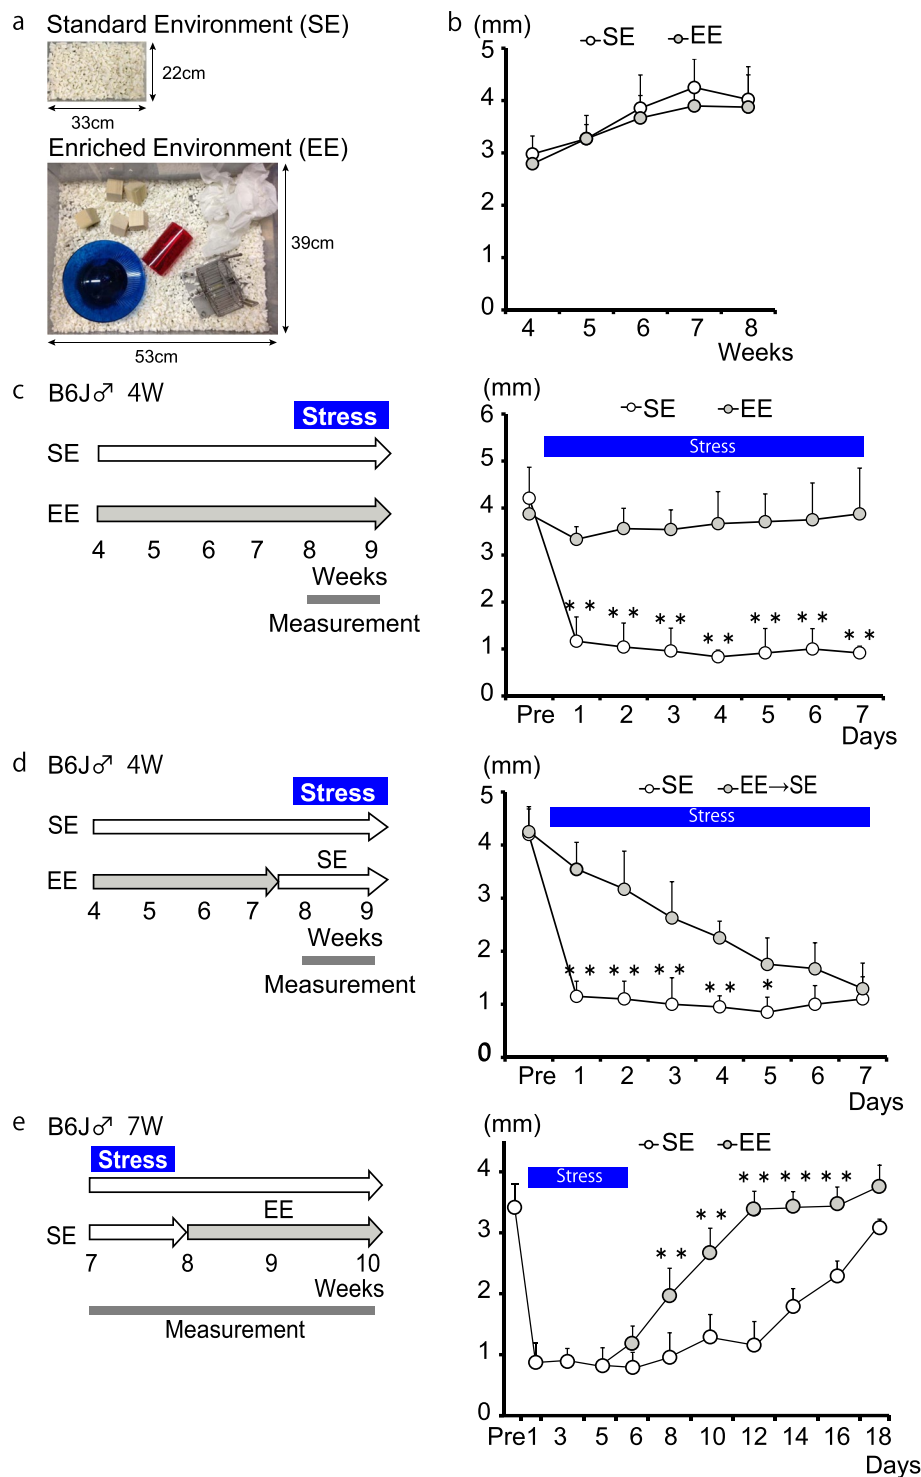 a
Standard Environment (SE)
22cm
33cm
Enriched Environment (EE)
39cm
53cm
b
(mm)
SE EE
5
4
3
2
1
0
4 5 6 7 8
Weeks
c
B6J♂ 4W
Stress
SE
EE
4 5 6 7 8 9
Weeks
Measurement
(mm)
SE EE
6
Stress
5
4
3
2
** ** ** ** ** ** **
1
0
Pre 1 2 3 4 5 6 7
Days
d
B6J♂ 4W
Stress
SE
SE
EE
4 5 6 7 8 9
Weeks
Measurement
(mm)
SE EE→SE
5
Stress
4
3
2
** ** ** ** *
1
0
Pre 1 2 3 4 5 6 7
Days
e
B6J♂ 7W
Stress
EE
SE
7 8 9 10
Weeks
Measurement
(mm)
SE EE
4
Stress
** ** ** ** **
3
2
1
0
Pre1 3 5 6 8 10 12 14 16 18
Days